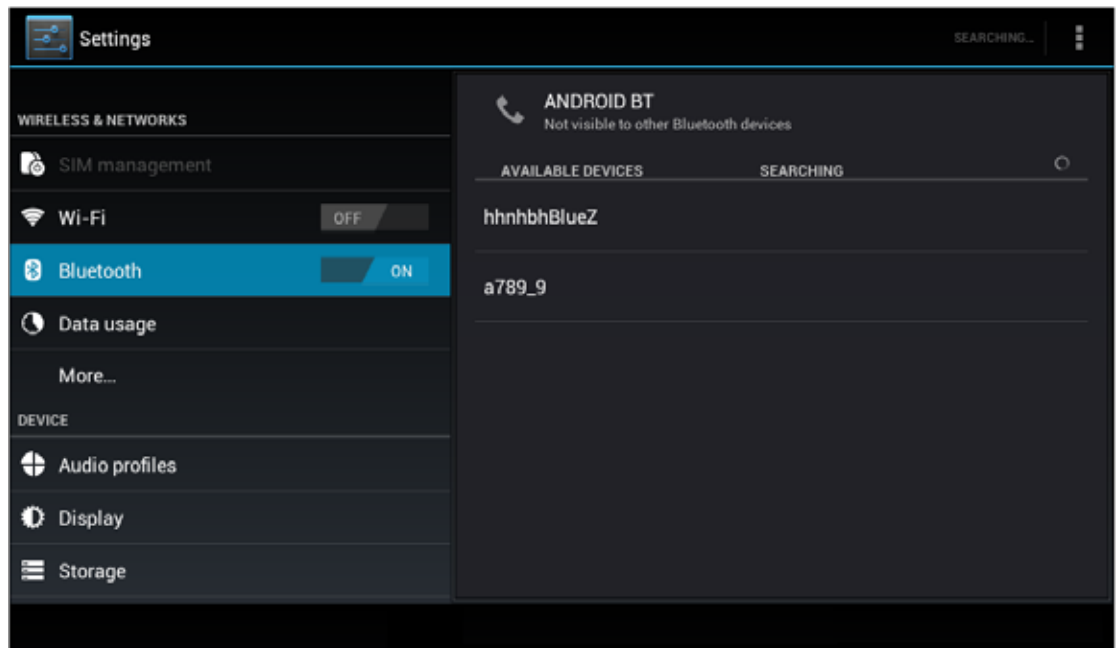 Settings
SEARCHING...
WIRELESS & NETWORKS
SIM management
Wi-Fi OFF
Bluetooth ON
Data usage
More...
DEVICE
Audio profiles
Display
Storage
ANDROID BT
Not visible to other Bluetooth devices
AVAILABLE DEVICES SEARCHING
hhnhbhBlueZ
a789_9